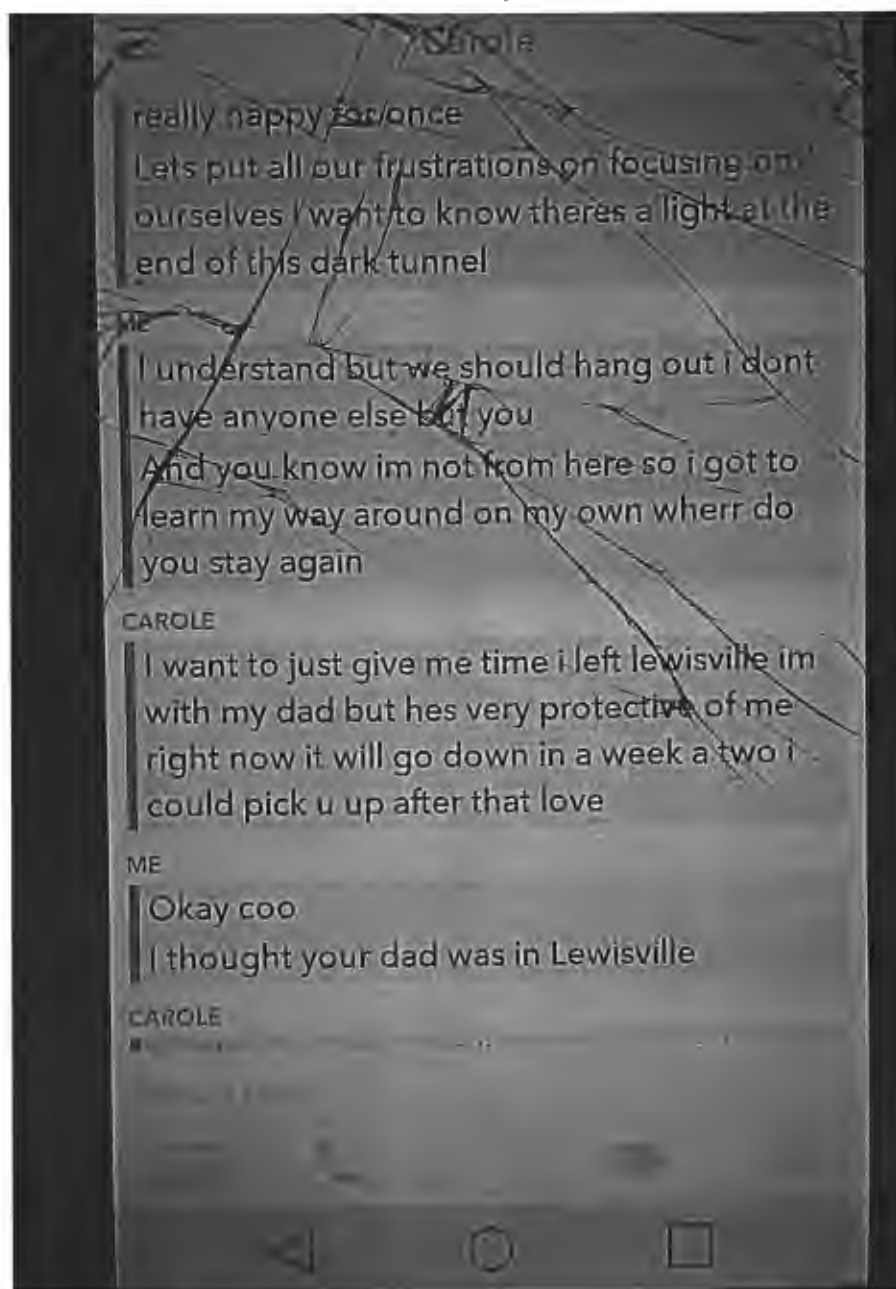 Carole
really happy for once
Lets put all our frustrations on focusing on
ourselves I want to know theres a light at the
end of this dark tunnel
ME
I understand but we should hang out i dont
have anyone else but you
And you know im not from here so i got to
learn my way around on my own wherr do
you stay again
CAROLE
I want to just give me time i left lewisville im
with my dad but hes very protective of me
right now it will go down in a week a two i
could pick u up after that love
ME
Okay coo
I thought your dad was in Lewisville
CAROLE